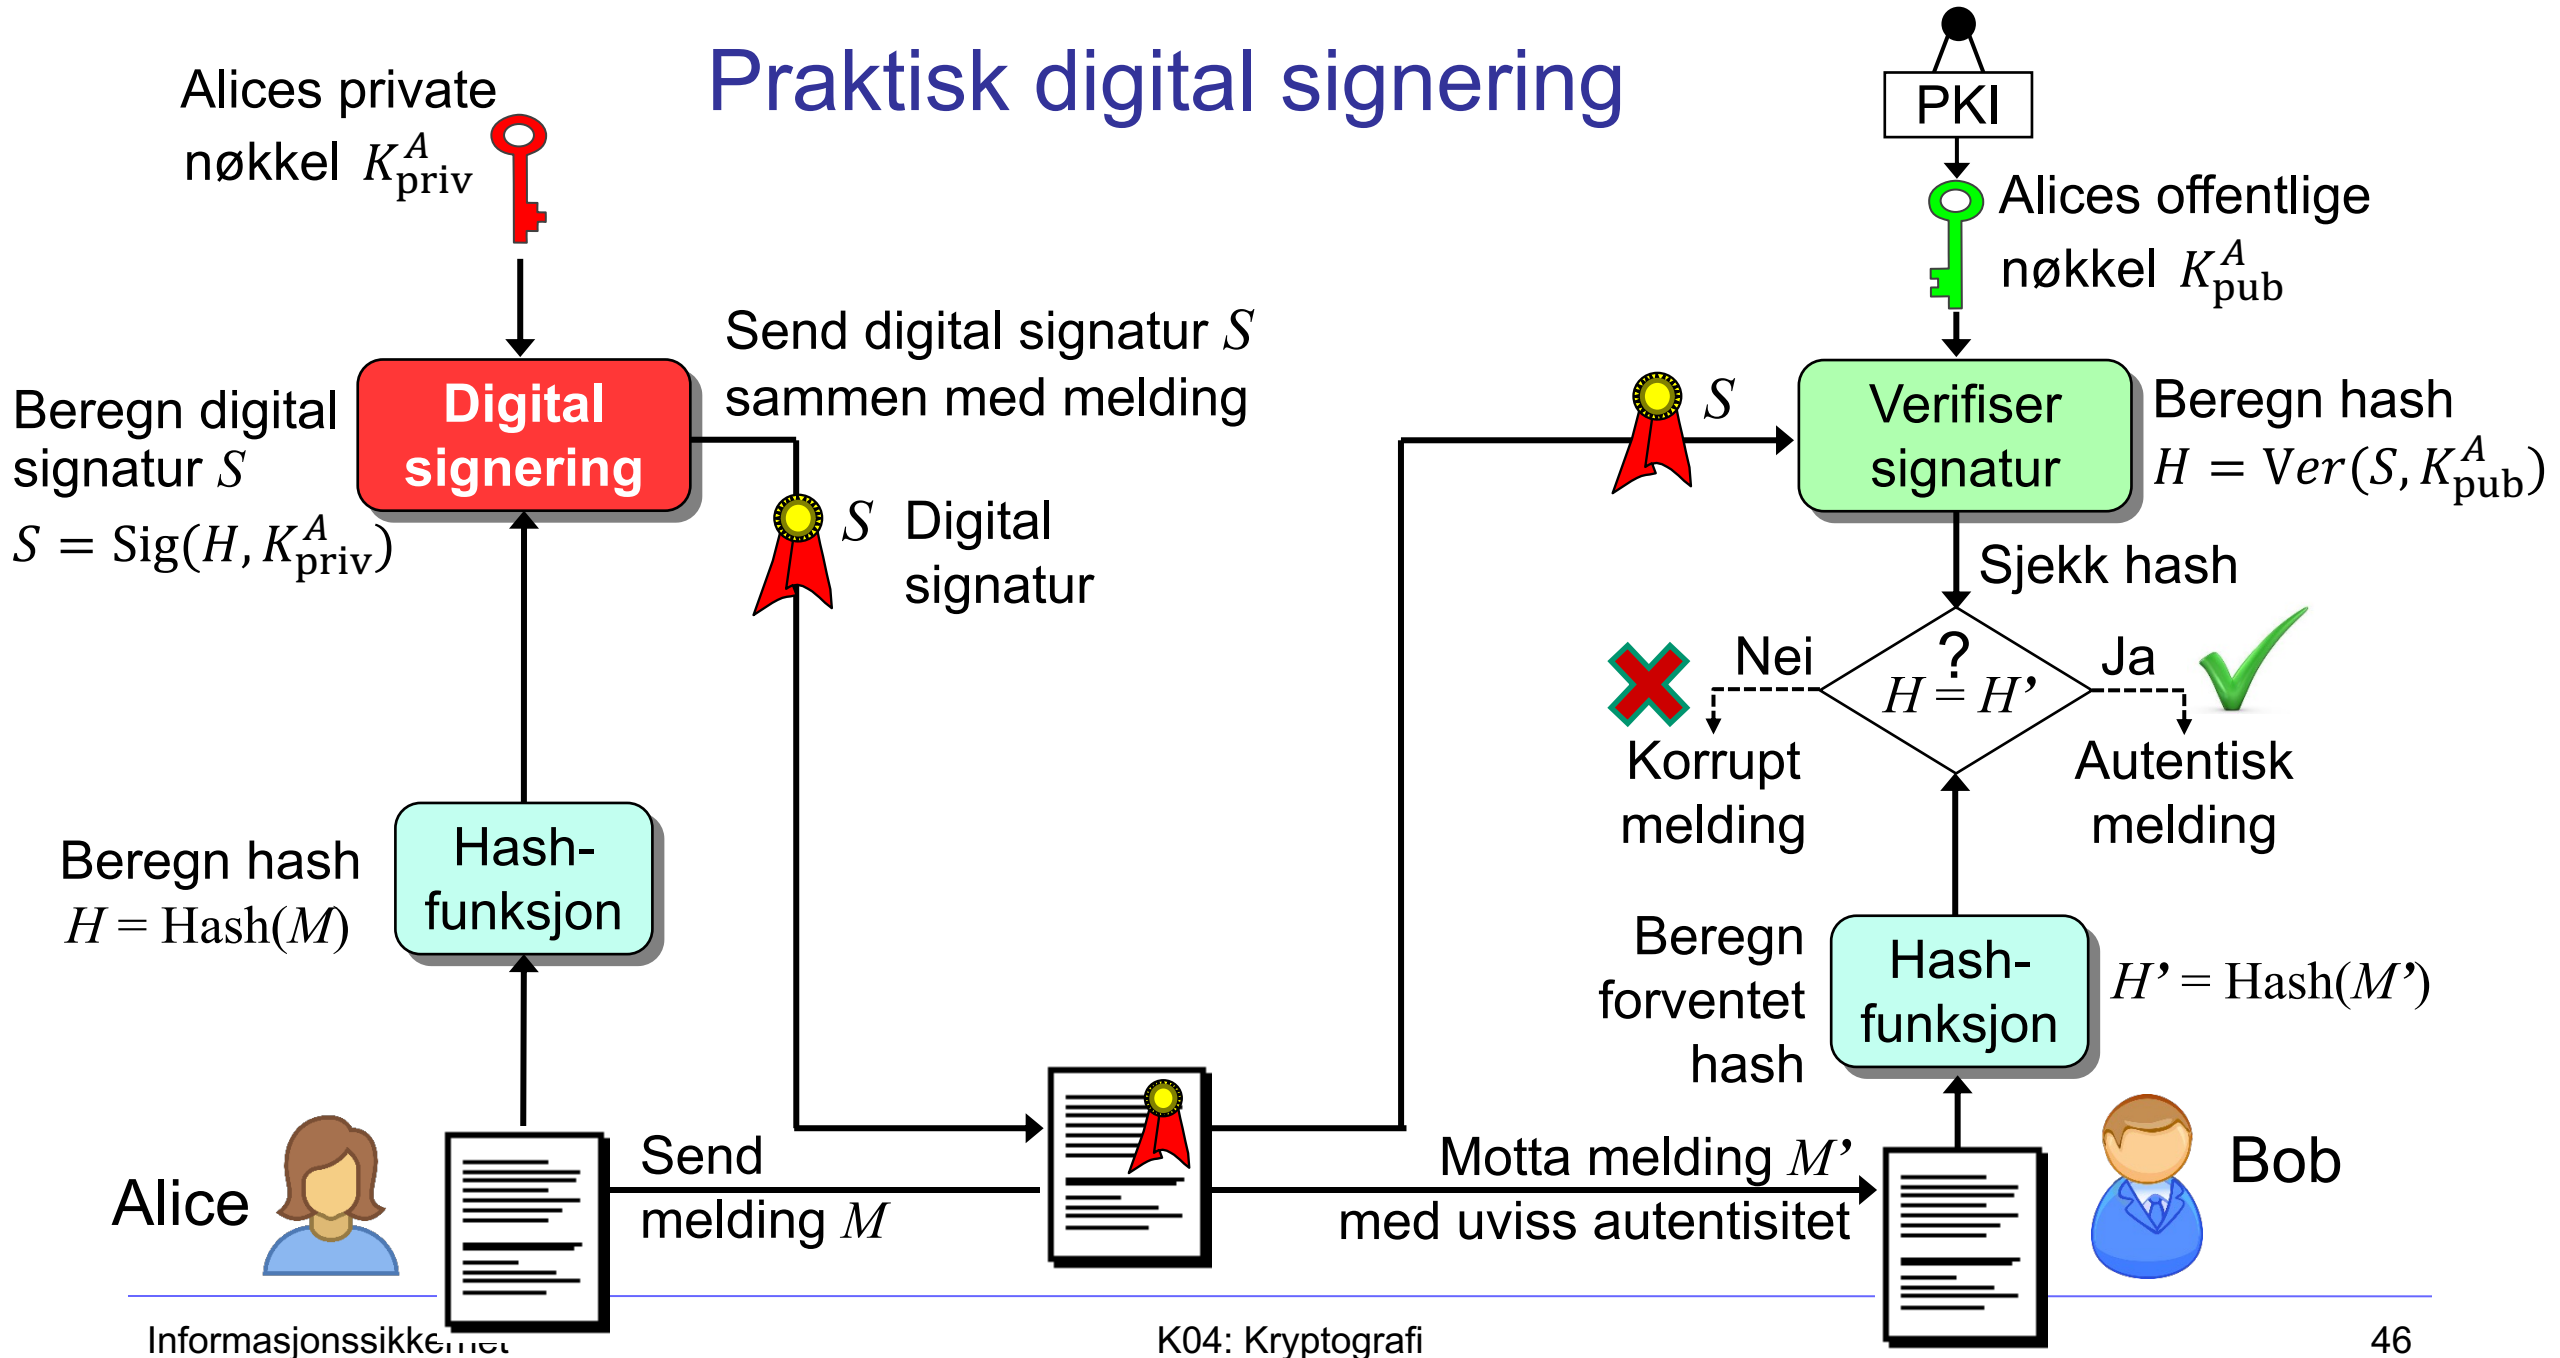 Praktisk digital signering
Alices private
nøkkel K^A_priv
PKI
Alices offentlige
nøkkel K^A_pub
Send digital signatur S
sammen med melding
Beregn digital
signatur S
S = Sig(H, K^A_priv)
Digital
signering
S Digital
signatur
S
Verifiser
signatur
Beregn hash
H = Ver(S, K^A_pub)
Sjekk hash
Nei
?
H = H’
Ja
Korrupt
melding
Autentisk
melding
Beregn hash
H = Hash(M)
Hash-
funksjon
Beregn
forventet
hash
Hash-
funksjon
H’ = Hash(M’)
Alice
Send
melding M
Motta melding M’
med uviss autentisitet
Bob
Informasjonssikkerhet
K04: Kryptografi
46